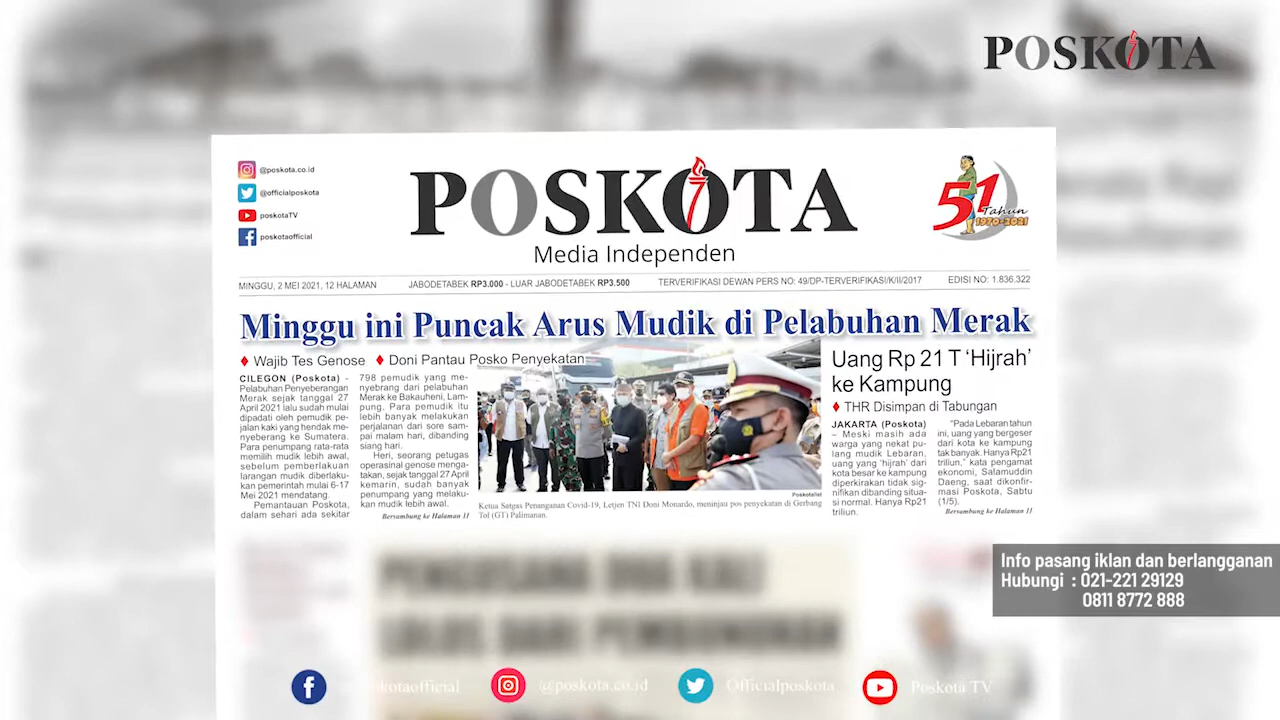 POSKOTA
@poskota.co.id
@officialposkota
poskotaTV
poskotaofficial
POSKOTA
Media Independen
51
Tahun
1970-2021
MINGGU, 2 MEI 2021, 12 HALAMAN
JABODETABEK RP3.000 - LUAR JABODETABEK RP3.500
TERVERIFIKASI DEWAN PERS NO: 49/DP-TERVERIFIKASI/K/II/2017
EDISI NO: 1.836.322
Minggu ini Puncak Arus Mudik di Pelabuhan Merak
♦ Wajib Tes Genose ♦ Doni Pantau Posko Penyekatan
CILEGON (Poskota) -
Pelabuhan Penyeberangan
Merak sejak tanggal 27
April 2021 lalu sudah mulai
dipadati oleh pemudik pe-
jalan kaki yang hendak me-
nyeberang ke Sumatera.
Para penumpang rata-rata
memilih mudik lebih awal,
sebelum pemberlakuan
larangan mudik diberlaku-
kan pemerintah mulai 6-17
Mei 2021 mendatang.
Pemantauan Poskota,
dalam sehari ada sekitar
798 pemudik yang me-
nyebrang dari pelabuhan
Merak ke Bakauheni, Lam-
pung. Para pemudik itu
lebih banyak melakukan
perjalanan dari sore sam-
pai malam hari, dibanding
siang hari.
Heri, seorang petugas
operasinal genose menga-
takan, sejak tanggal 27 April
kemarin, sudah banyak
penumpang yang melaku-
kan mudik lebih awal.
Bersambung ke Halaman 11
Poskota/Ist
Ketua Satgas Penanganan Covid-19, Letjen TNI Doni Monardo, meninjau pos penyekatan di Gerbang
Tol (GT) Palimanan.
Uang Rp 21 T ‘Hijrah’
ke Kampung
♦ THR Disimpan di Tabungan
JAKARTA (Poskota)
– Meski masih ada
warga yang nekat pu-
lang mudik Lebaran,
uang yang ‘hijrah’ dari
kota besar ke kampung
diperkirakan tidak sig-
nifikan dibanding situa-
si normal. Hanya Rp21
triliun.
“Pada Lebaran tahun
ini, uang yang bergeser
dari kota ke kampung
tak banyak. Hanya Rp21
triliun,” kata pengamat
ekonomi, Salamuddin
Daeng, saat dikonfir-
masi Poskota, Sabtu
(1/5).
Bersambung ke Halaman 11
Info pasang iklan dan berlangganan
Hubungi : 021-221 29129
0811 8772 888
kotaofficial
@poskota.co.id
Officialposkota
Poskota TV